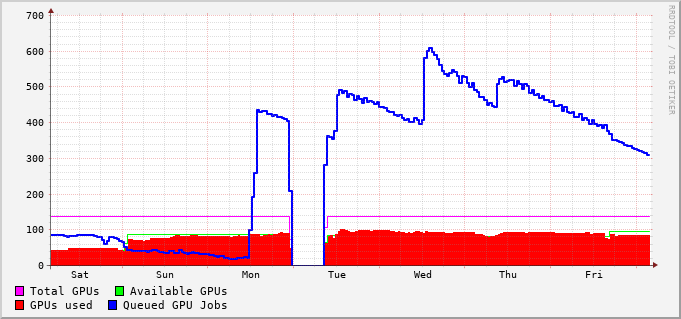 700
600
500
400
300
200
100
0
Sat Sun Mon Tue Wed Thu Fri
Total GPUs Available GPUs
GPUs used Queued GPU Jobs
RRDTOOL / TOBI OETIKER